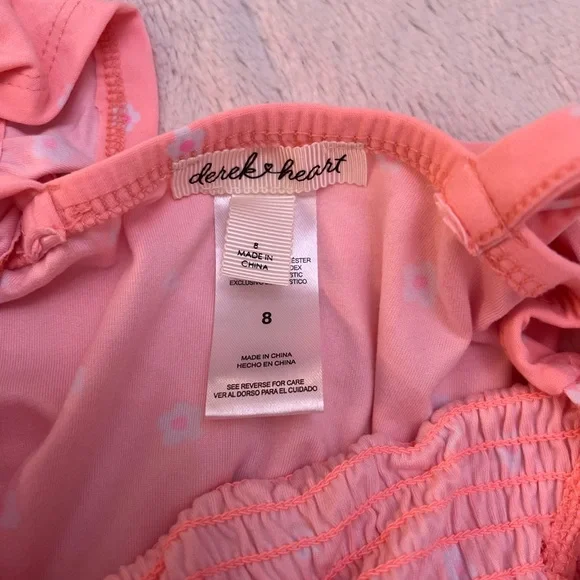 derek heart
8
MADE IN
CHINA
EXCLUSIVO
8
MADE IN CHINA
HECHO EN CHINA
SEE REVERSE FOR CARE
VER AL DORSO PARA EL CUIDADO